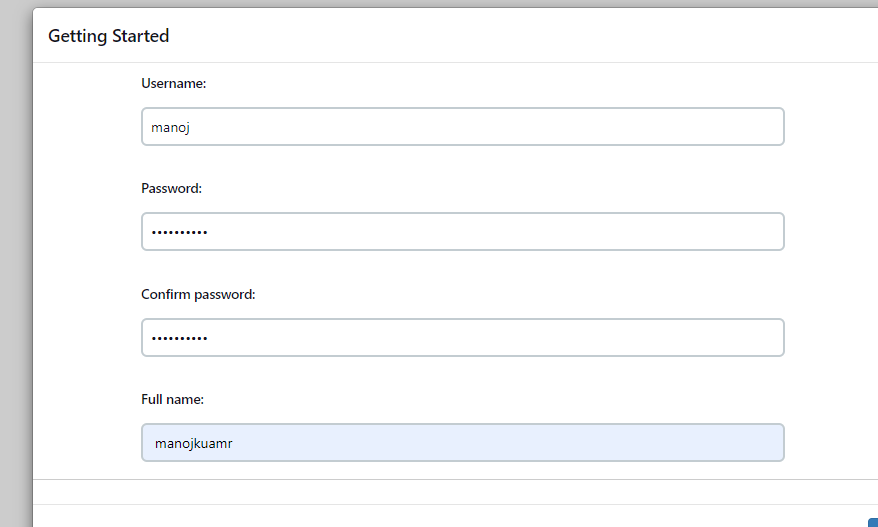 Getting Started
Username:
manoj
Password:
••••••••••
Confirm password:
••••••••••
Full name:
manojkuamr